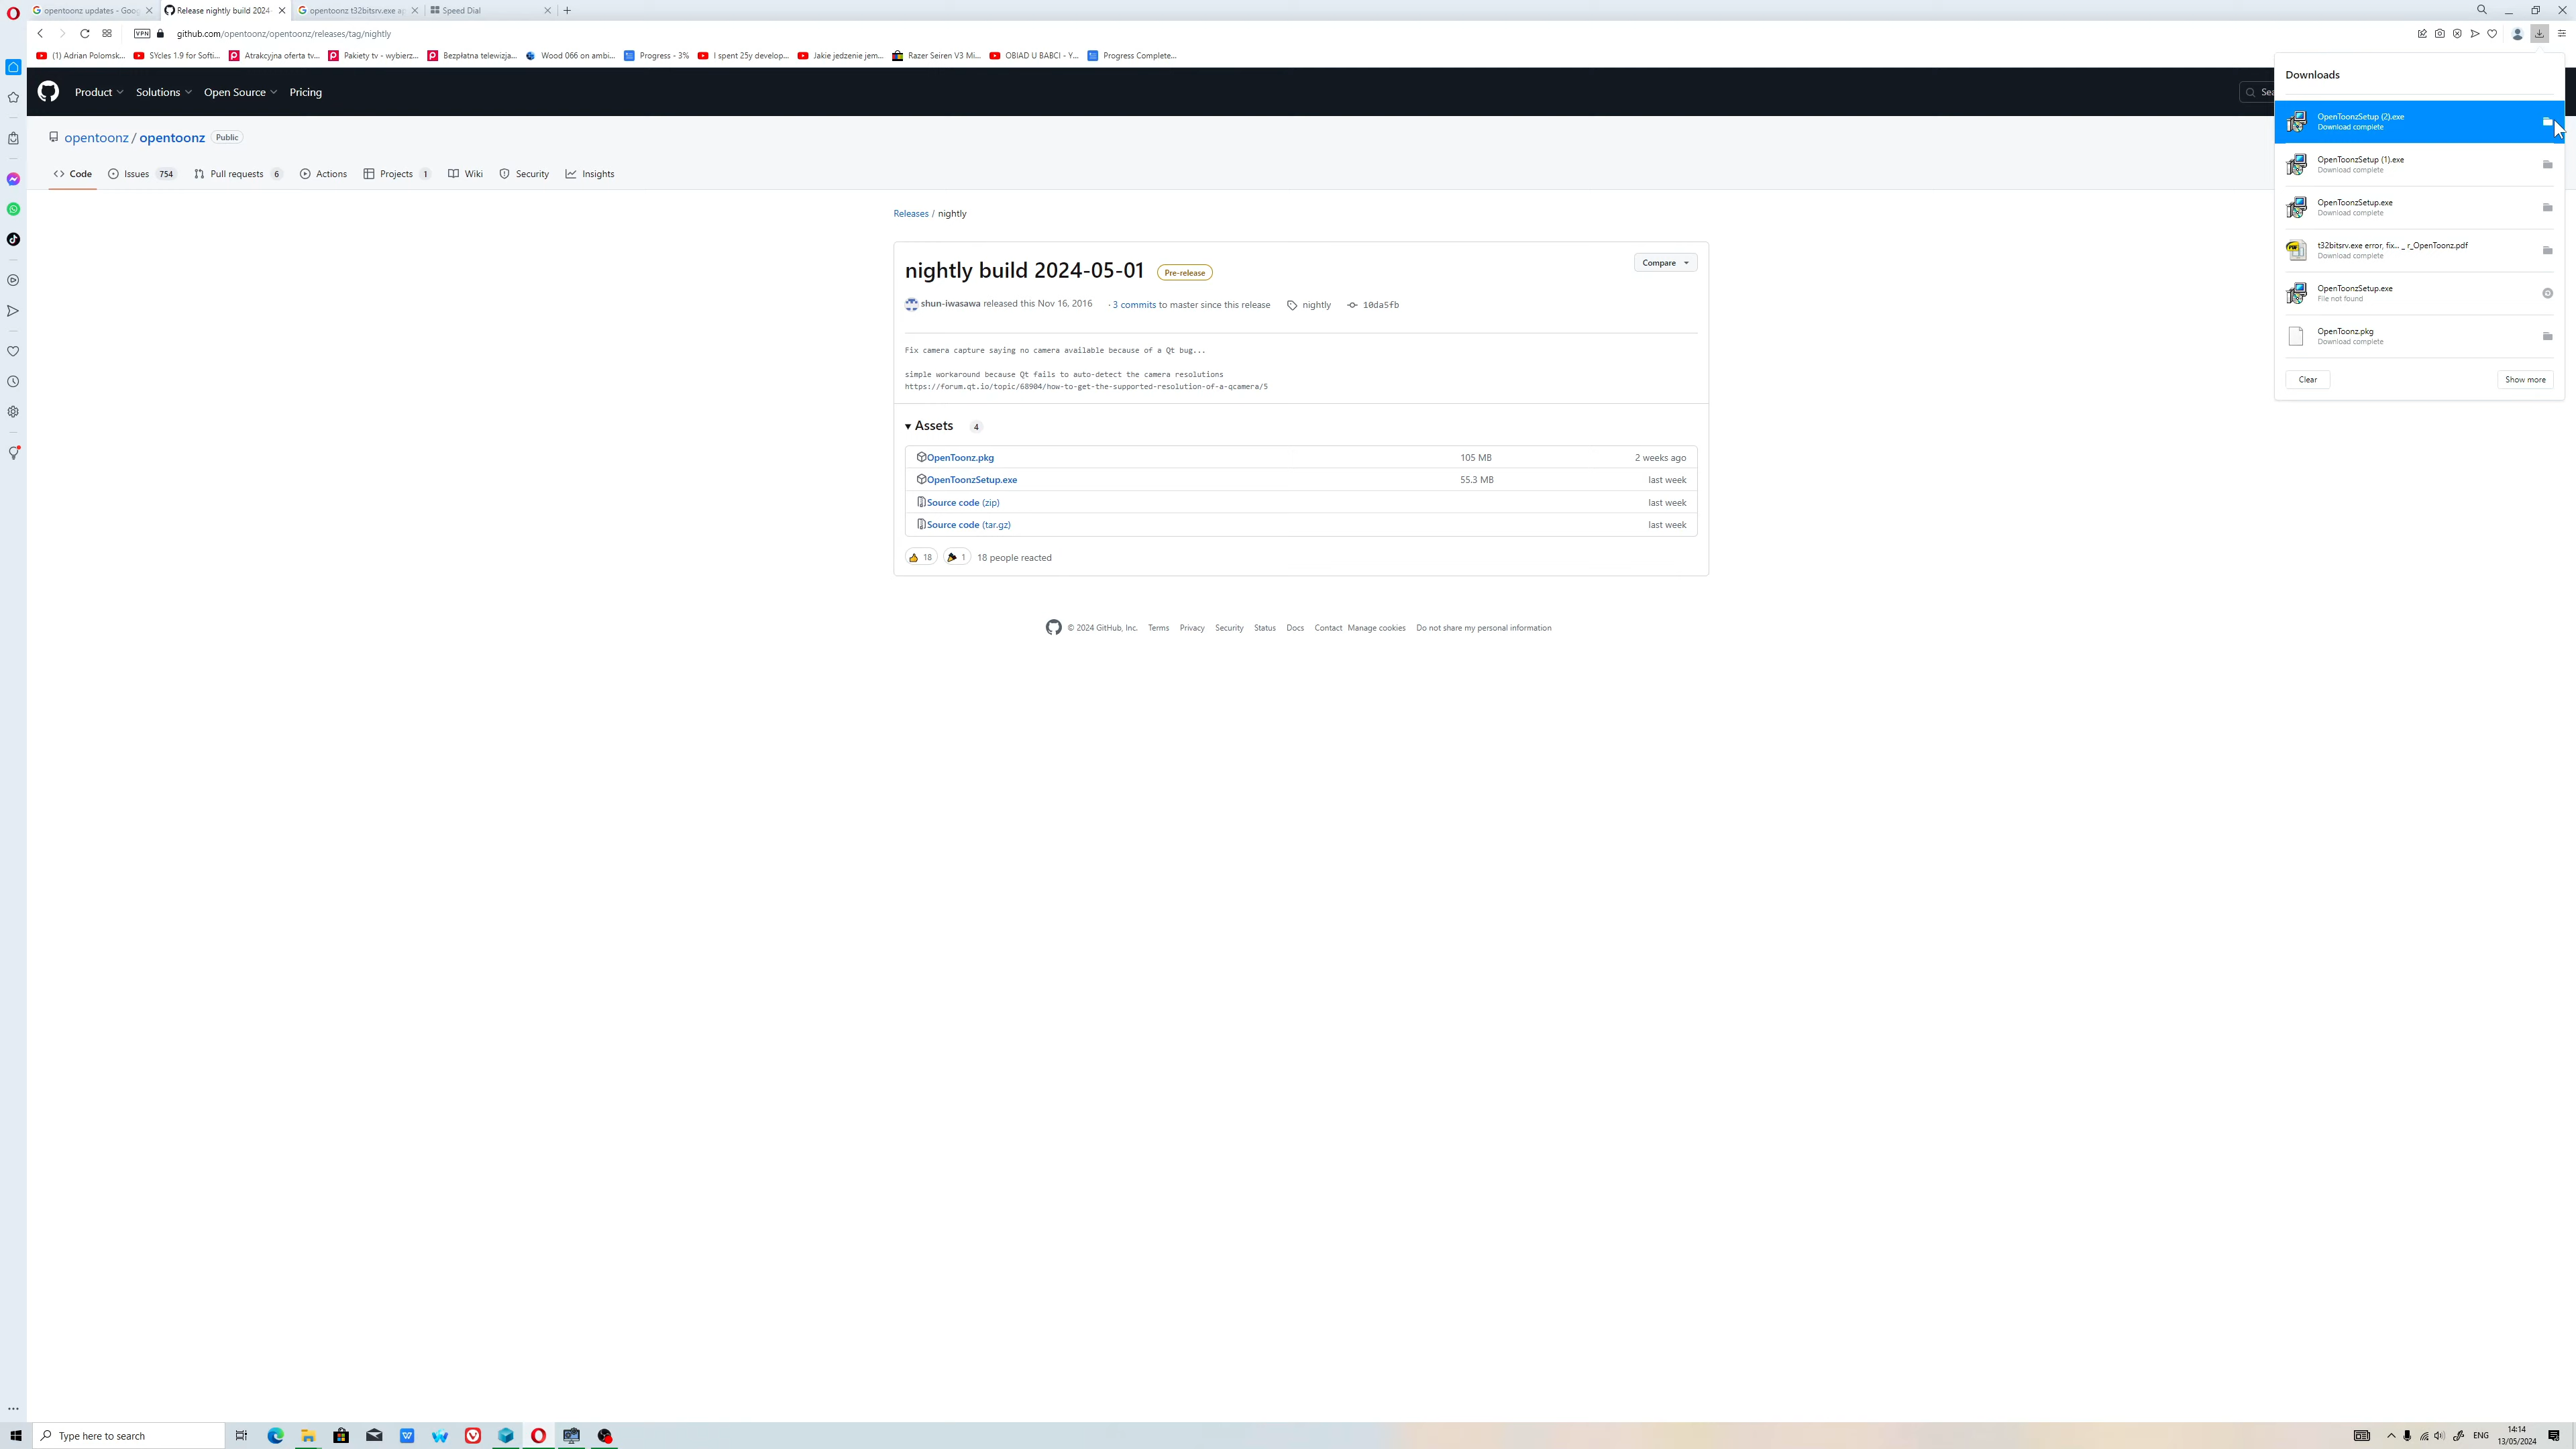 opentoonz updates - Goog
Release nightly build 2024-
opentoonz t32bitsrv.exe a
Speed Dial
VPN
github.com/opentoonz/opentoonz/releases/tag/nightly
(1) Adrian Polomsk...
SYcles 1.9 for Softi...
Atrakcyjna oferta tv...
Pakiety tv - wybierz...
Bezpłatna telewizja...
Wood 066 on ambi...
Progress - 3%
I spent 25y develop...
Jakie jedzenie jem...
Razer Seiren V3 Mi...
OBIAD U BABCI - Y...
Progress Complete...
Product
Solutions
Open Source
Pricing
Sea
opentoonz / opentoonz
Public
Code
Issues 754
Pull requests 6
Actions
Projects 1
Wiki
Security
Insights
Releases / nightly
nightly build 2024-05-01
Pre-release
Compare
shun-iwasawa released this Nov 16, 2016
· 3 commits to master since this release
nightly
10da5fb
Fix camera capture saying no camera available because of a Qt bug...
simple workaround because Qt fails to auto-detect the camera resolutions
https://forum.qt.io/topic/68904/how-to-get-the-supported-resolution-of-a-qcamera/5
Assets 4
OpenToonz.pkg 105 MB 2 weeks ago
OpenToonzSetup.exe 55.3 MB last week
Source code (zip) last week
Source code (tar.gz) last week
18 1 18 people reacted
© 2024 GitHub, Inc. Terms Privacy Security Status Docs Contact Manage cookies Do not share my personal information
Downloads
OpenToonzSetup (2).exe
Download complete
OpenToonzSetup (1).exe
Download complete
OpenToonzSetup.exe
Download complete
t32bitsrv.exe error, fix... _ r_OpenToonz.pdf
Download complete
OpenToonzSetup.exe
File not found
OpenToonz.pkg
Download complete
Clear
Show more
Type here to search
ENG
14:14
13/05/2024